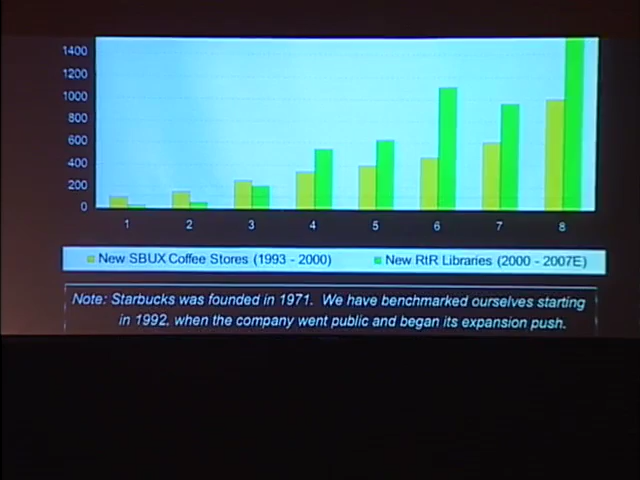 1400
1200
1000
800
600
400
200
0
1 2 3 4 5 6 7 8
New SBUX Coffee Stores (1993 - 2000) New RtR Libraries (2000 - 2007E)
Note: Starbucks was founded in 1971. We have benchmarked ourselves starting
in 1992, when the company went public and began its expansion push.